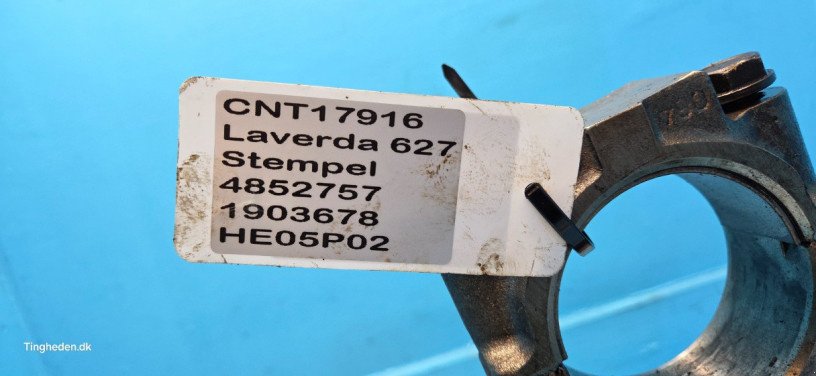 CNT17916
Laverda 627
Stempel
4852757
1903678
HE05P02
Tingheden.dk